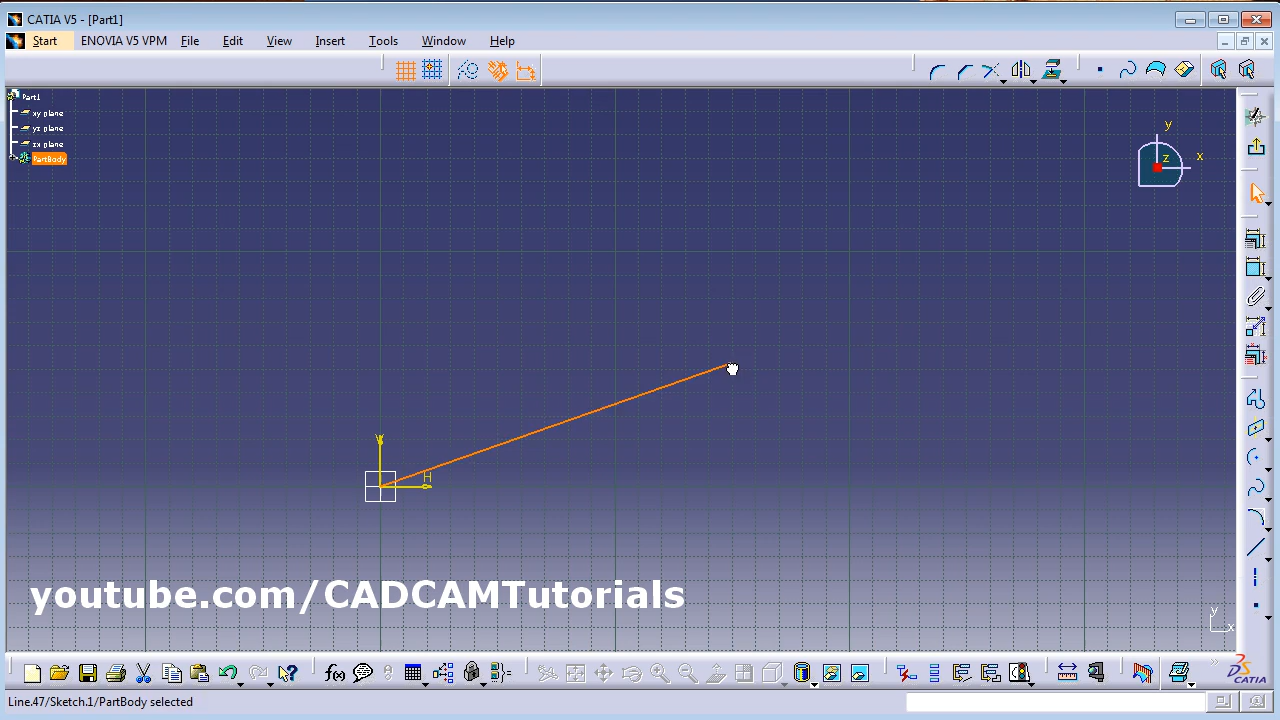 CATIA V5 - [Part1]
Start ENOVIA V5 VPM File Edit View Insert Tools Window Help
Part1
xy plane
yz plane
zx plane
PartBody
y
x
z
V
H
youtube.com/CADCAMTutorials
y
x
f(x)
CATIA
Line.47/Sketch.1/PartBody selected